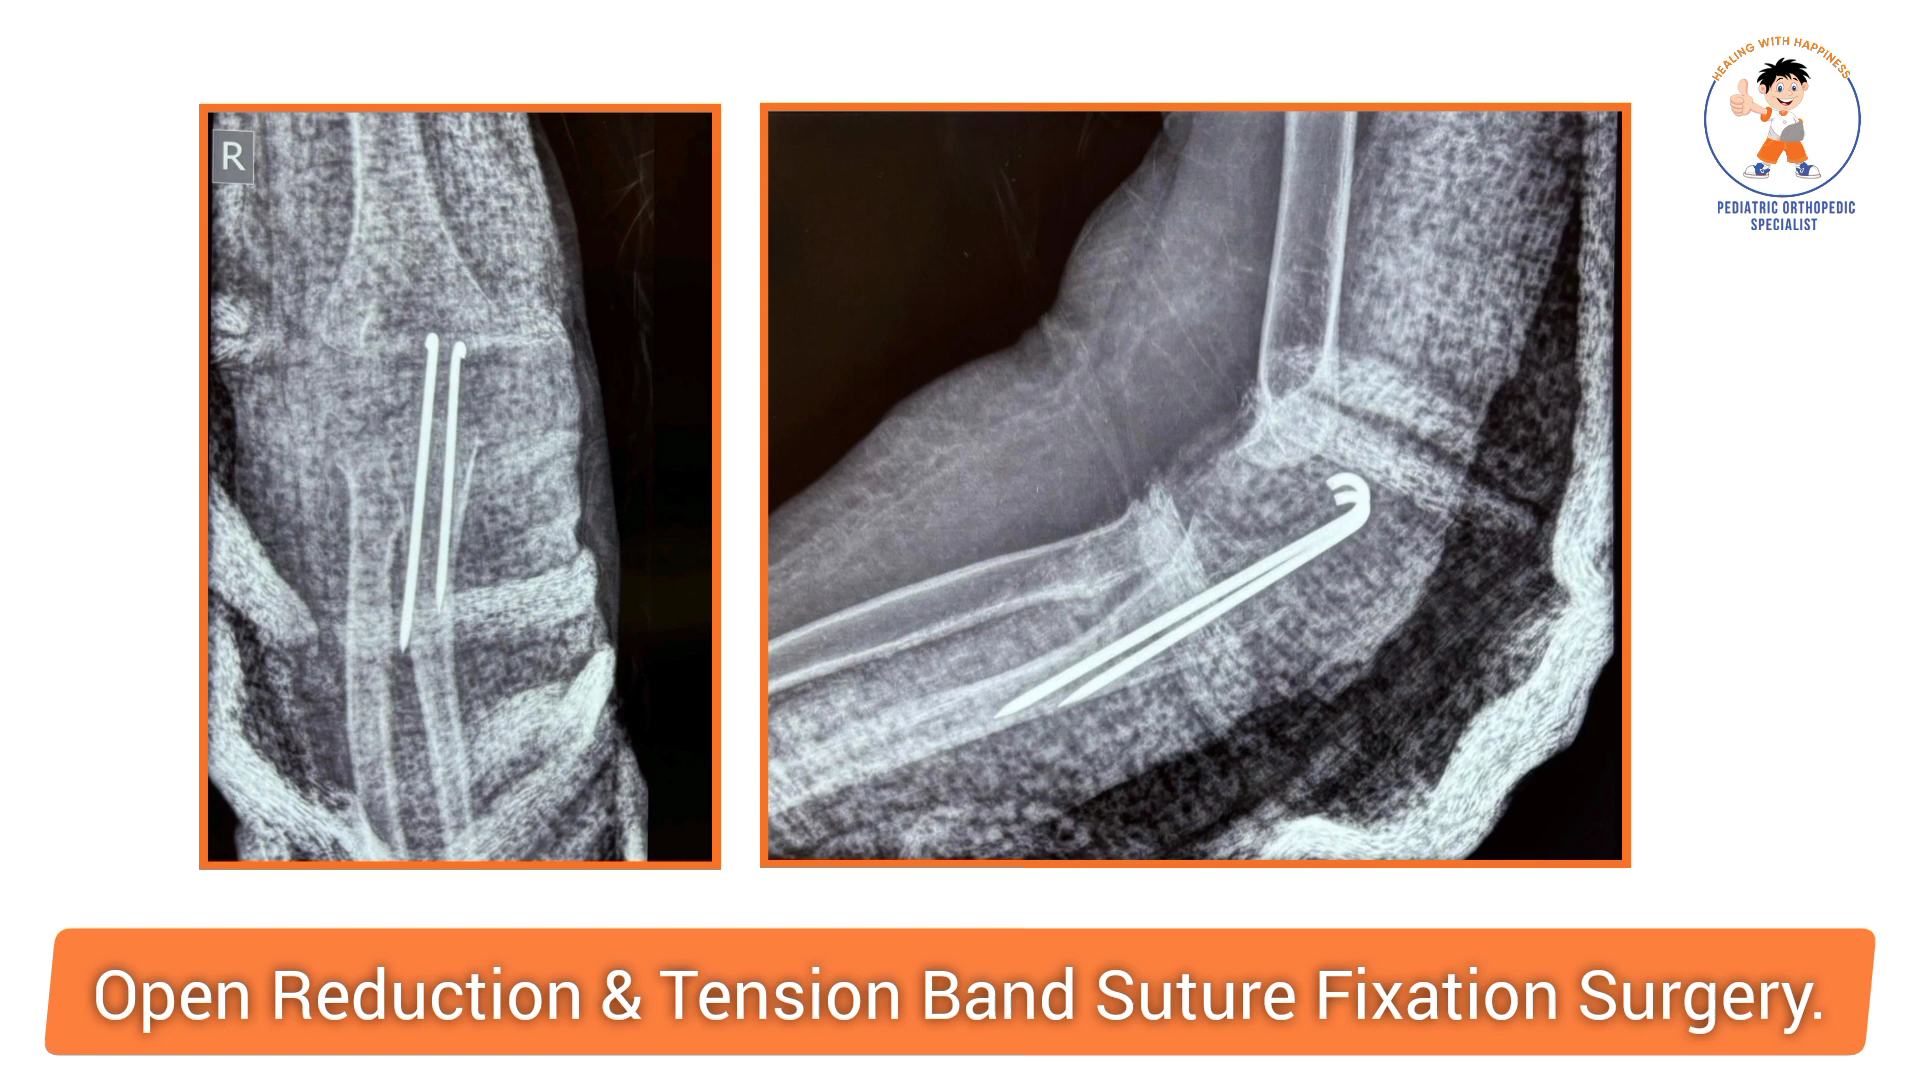 HEALING WITH HAPPINESS
PEDIATRIC ORTHOPEDIC
SPECIALIST
R
Open Reduction & Tension Band Suture Fixation Surgery.